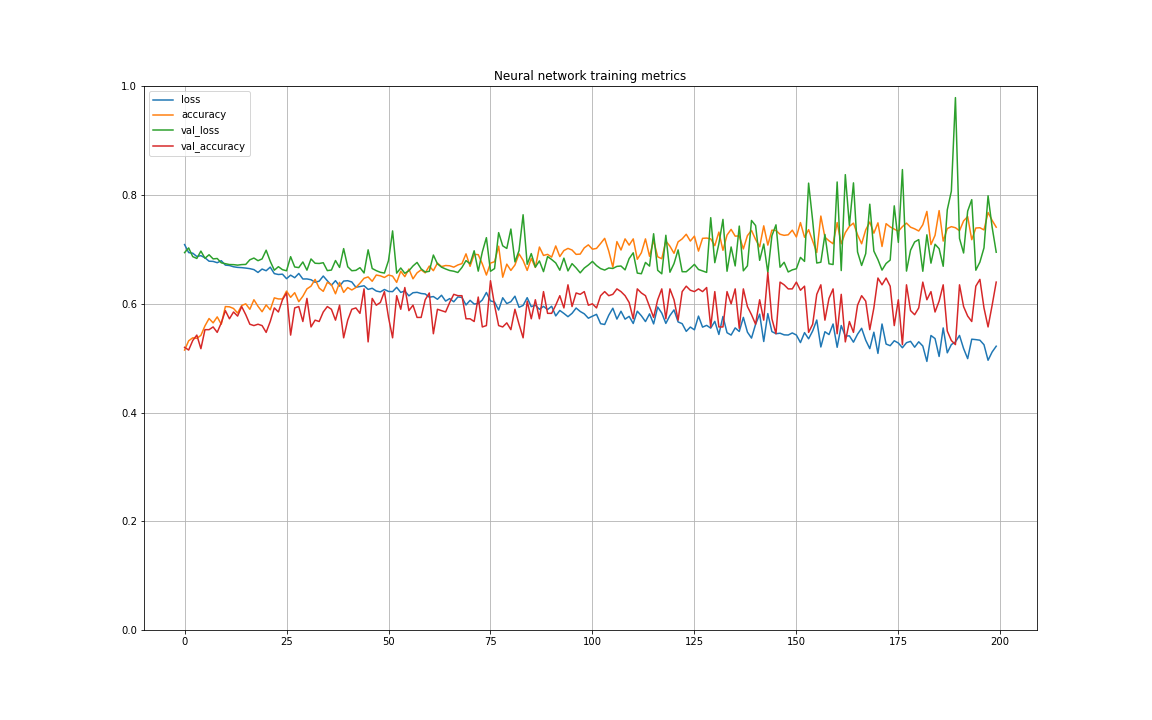 Neural network training metrics
1.0
loss
accuracy
val_loss
val_accuracy
0.8
0.6
0.4
0.2
0.0
0 25 50 75 100 125 150 175 200